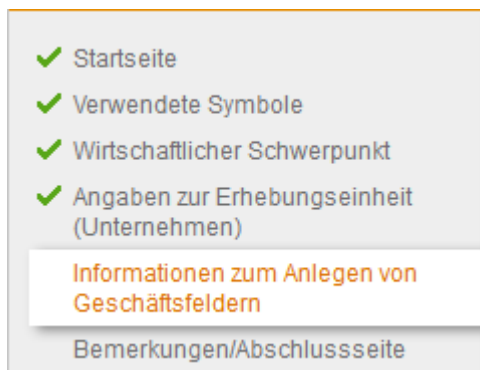 Startseite
Verwendete Symbole
Wirtschaftlicher Schwerpunkt
Angaben zur Erhebungseinheit
(Unternehmen)
Informationen zum Anlegen von
Geschäftsfeldern
Bemerkungen/Abschlussseite